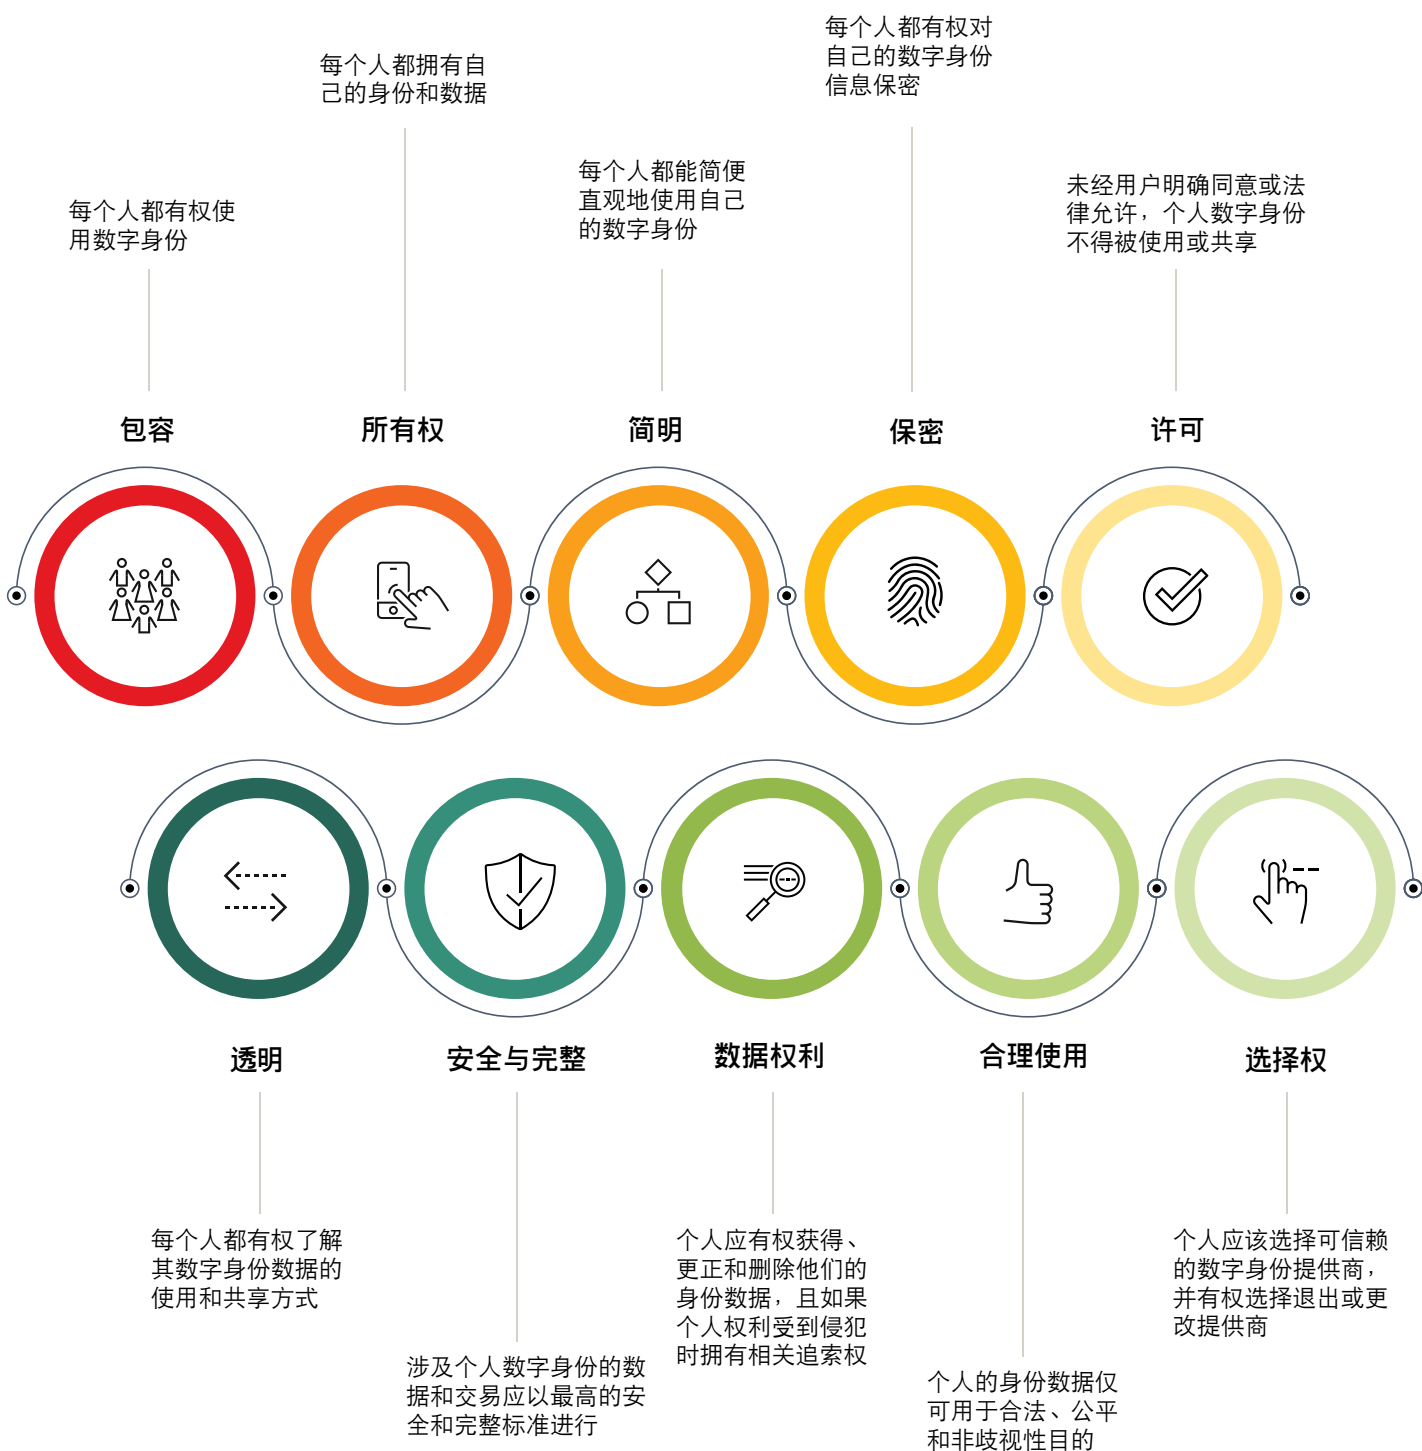 每个人都有权使
用数字身份
每个人都拥有自
己的身份和数据
每个人都能简便
直观地使用自己
的数字身份
每个人都有权对
自己的数字身份
信息保密
未经用户明确同意或法
律允许，个人数字身份
不得被使用或共享
包容
所有权
简明
保密
许可
透明
安全与完整
数据权利
合理使用
选择权
每个人都有权了解
其数字身份数据的
使用和共享方式
涉及个人数字身份的数
据和交易应以最高的安
全和完整标准进行
个人应有权获得、
更正和删除他们的
身份数据，且如果
个人权利受到侵犯
时拥有相关追索权
个人的身份数据仅
可用于合法、公平
和非歧视性目的
个人应该选择可信赖
的数字身份提供商，
并有权选择退出或更
改提供商